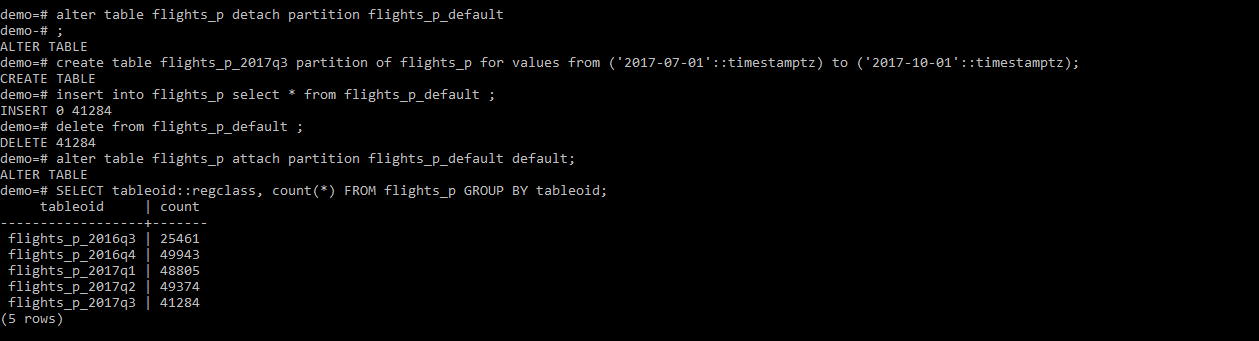 demo=# alter table flights_p detach partition flights_p_default
demo-# ;
ALTER TABLE
demo=# create table flights_p_2017q3 partition of flights_p for values from ('2017-07-01'::timestamptz) to ('2017-10-01'::timestamptz);
CREATE TABLE
demo=# insert into flights_p select * from flights_p_default ;
INSERT 0 41284
demo=# delete from flights_p_default ;
DELETE 41284
demo=# alter table flights_p attach partition flights_p_default default;
ALTER TABLE
demo=# SELECT tableoid::regclass, count(*) FROM flights_p GROUP BY tableoid;
     tableoid     | count
------------------+-------
 flights_p_2016q3 | 25461
 flights_p_2016q4 | 49943
 flights_p_2017q1 | 48805
 flights_p_2017q2 | 49374
 flights_p_2017q3 | 41284
(5 rows)